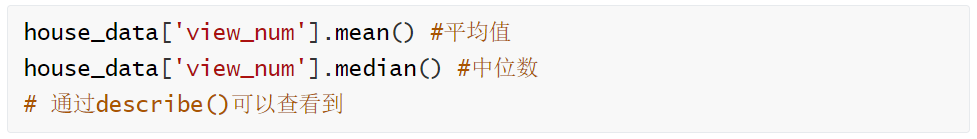 house_data['view_num'].mean() #平均值
house_data['view_num'].median() #中位数
# 通过describe()可以查看到